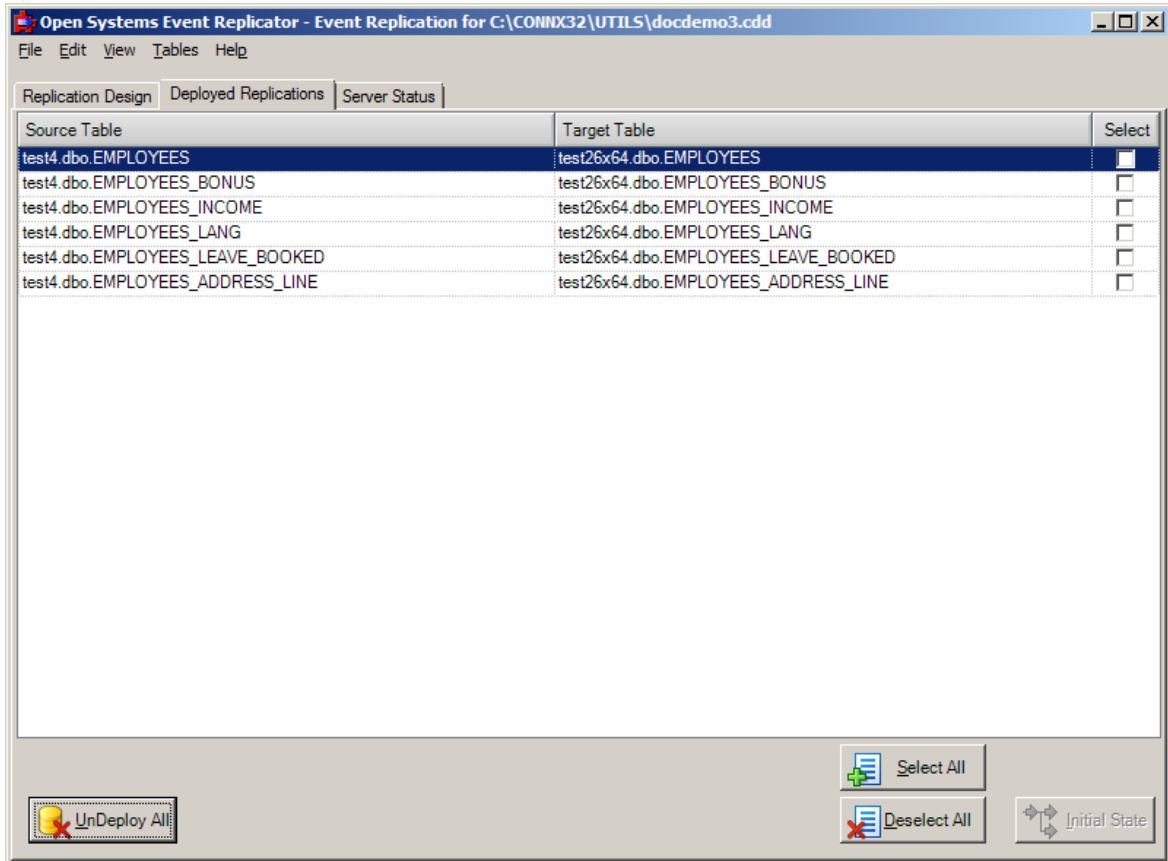 Open Systems Event Replicator - Event Replication for C:\CONNX32\UTILS\docdemo3.cdd
File Edit View Tables Help
Replication Design Deployed Replications Server Status
Source Table Target Table Select
test4.dbo.EMPLOYEES test26x64.dbo.EMPLOYEES
test4.dbo.EMPLOYEES_BONUS test26x64.dbo.EMPLOYEES_BONUS
test4.dbo.EMPLOYEES_INCOME test26x64.dbo.EMPLOYEES_INCOME
test4.dbo.EMPLOYEES_LANG test26x64.dbo.EMPLOYEES_LANG
test4.dbo.EMPLOYEES_LEAVE_BOOKED test26x64.dbo.EMPLOYEES_LEAVE_BOOKED
test4.dbo.EMPLOYEES_ADDRESS_LINE test26x64.dbo.EMPLOYEES_ADDRESS_LINE
Select All
UnDeploy All Deselect All Initial State